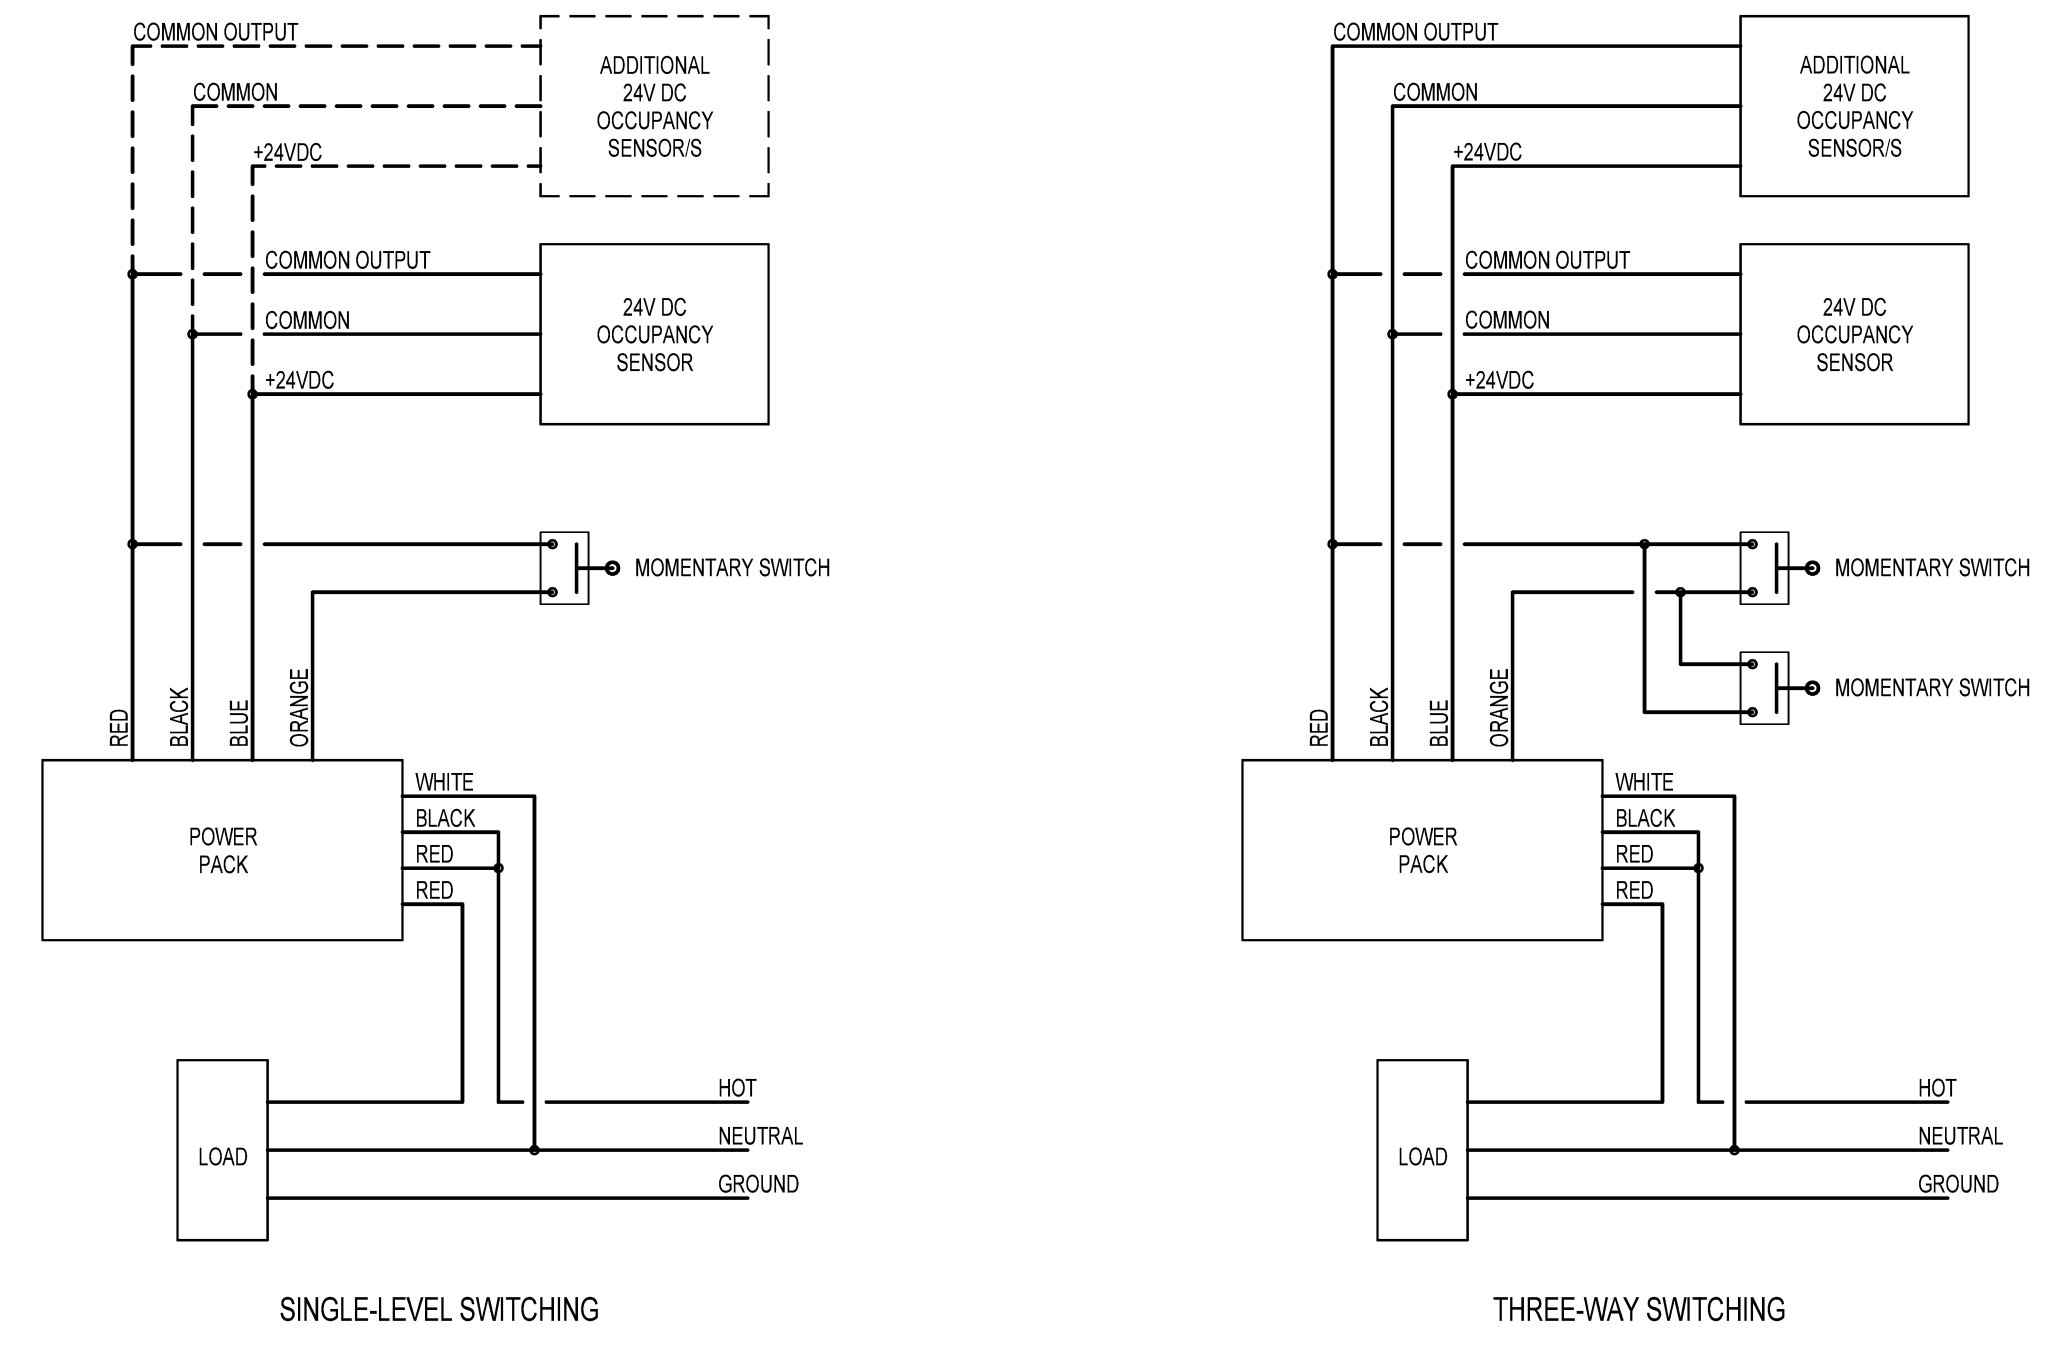 COMMON OUTPUT
COMMON
+24VDC
ADDITIONAL
24V DC
OCCUPANCY
SENSOR/S
COMMON OUTPUT
COMMON
+24VDC
24V DC
OCCUPANCY
SENSOR
MOMENTARY SWITCH
RED
BLACK
BLUE
ORANGE
POWER
PACK
WHITE
BLACK
RED
RED
LOAD
HOT
NEUTRAL
GROUND
SINGLE-LEVEL SWITCHING
COMMON OUTPUT
COMMON
+24VDC
ADDITIONAL
24V DC
OCCUPANCY
SENSOR/S
COMMON OUTPUT
COMMON
+24VDC
24V DC
OCCUPANCY
SENSOR
MOMENTARY SWITCH
MOMENTARY SWITCH
RED
BLACK
BLUE
ORANGE
POWER
PACK
WHITE
BLACK
RED
RED
LOAD
HOT
NEUTRAL
GROUND
THREE-WAY SWITCHING